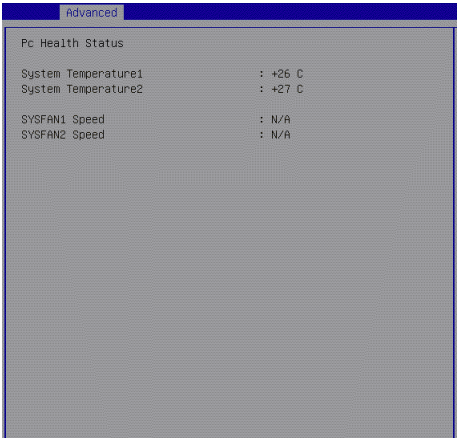 Advanced
Pc Health Status
System Temperature1 : +26 C
System Temperature2 : +27 C
SYSFAN1 Speed : N/A
SYSFAN2 Speed : N/A